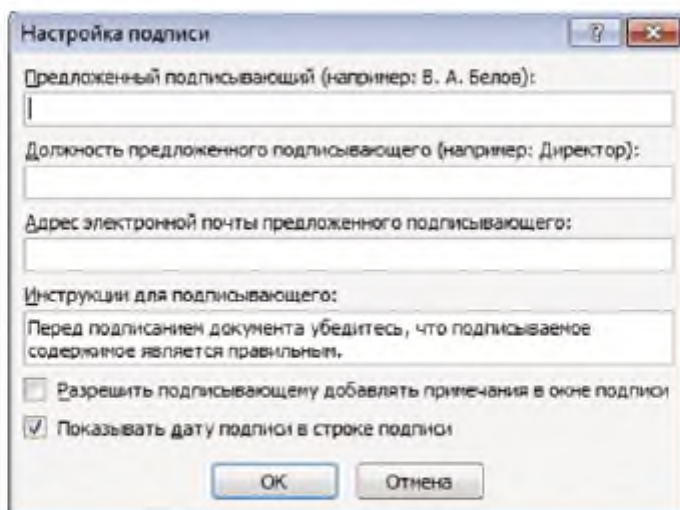 Настройка подписи
Предложенный подписывающий (например: В. А. Белов):
Должность предложенного подписывающего (например: Директор):
Адрес электронной почты предложенного подписывающего:
Инструкции для подписывающего:
Перед подписанием документа убедитесь, что подписываемое
содержимое является правильным.
Разрешить подписывающему добавлять примечания в окне подписи
Показывать дату подписи в строке подписи
ОК Отмена